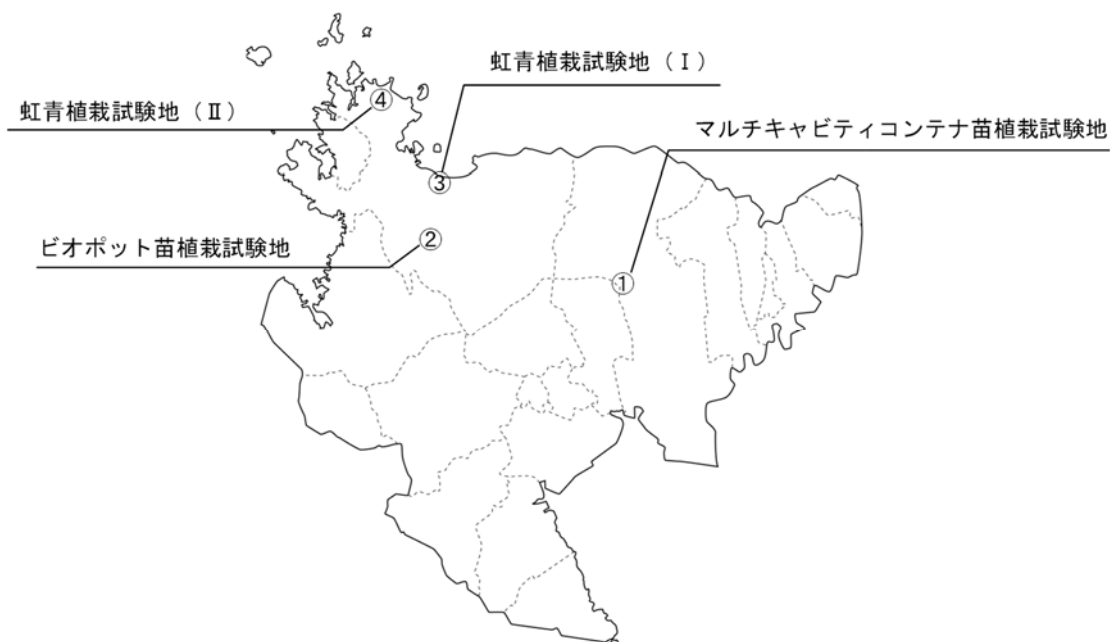 虹青植栽試験地（Ⅰ）
④
虹青植栽試験地（Ⅱ）
マルチキャビティコンテナ苗植栽試験地
③
②
ビオポット苗植栽試験地
①